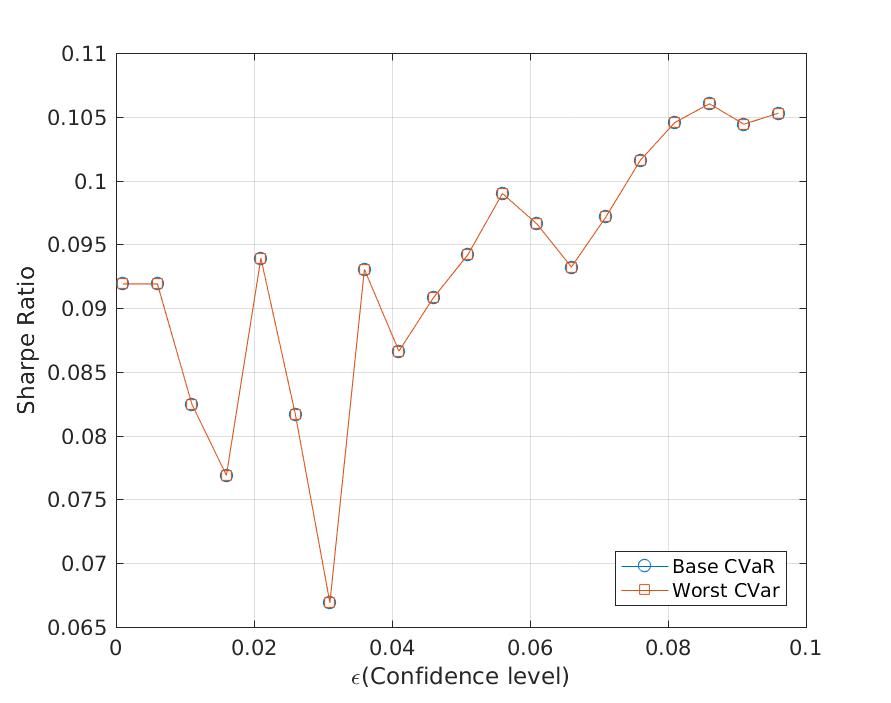 0.11
0.105
0.1
0.095
0.09
0.085
0.08
0.075
0.07
0.065
Sharpe Ratio
0 0.02 0.04 0.06 0.08 0.1
ϵ(Confidence level)
Base CVaR
Worst CVar